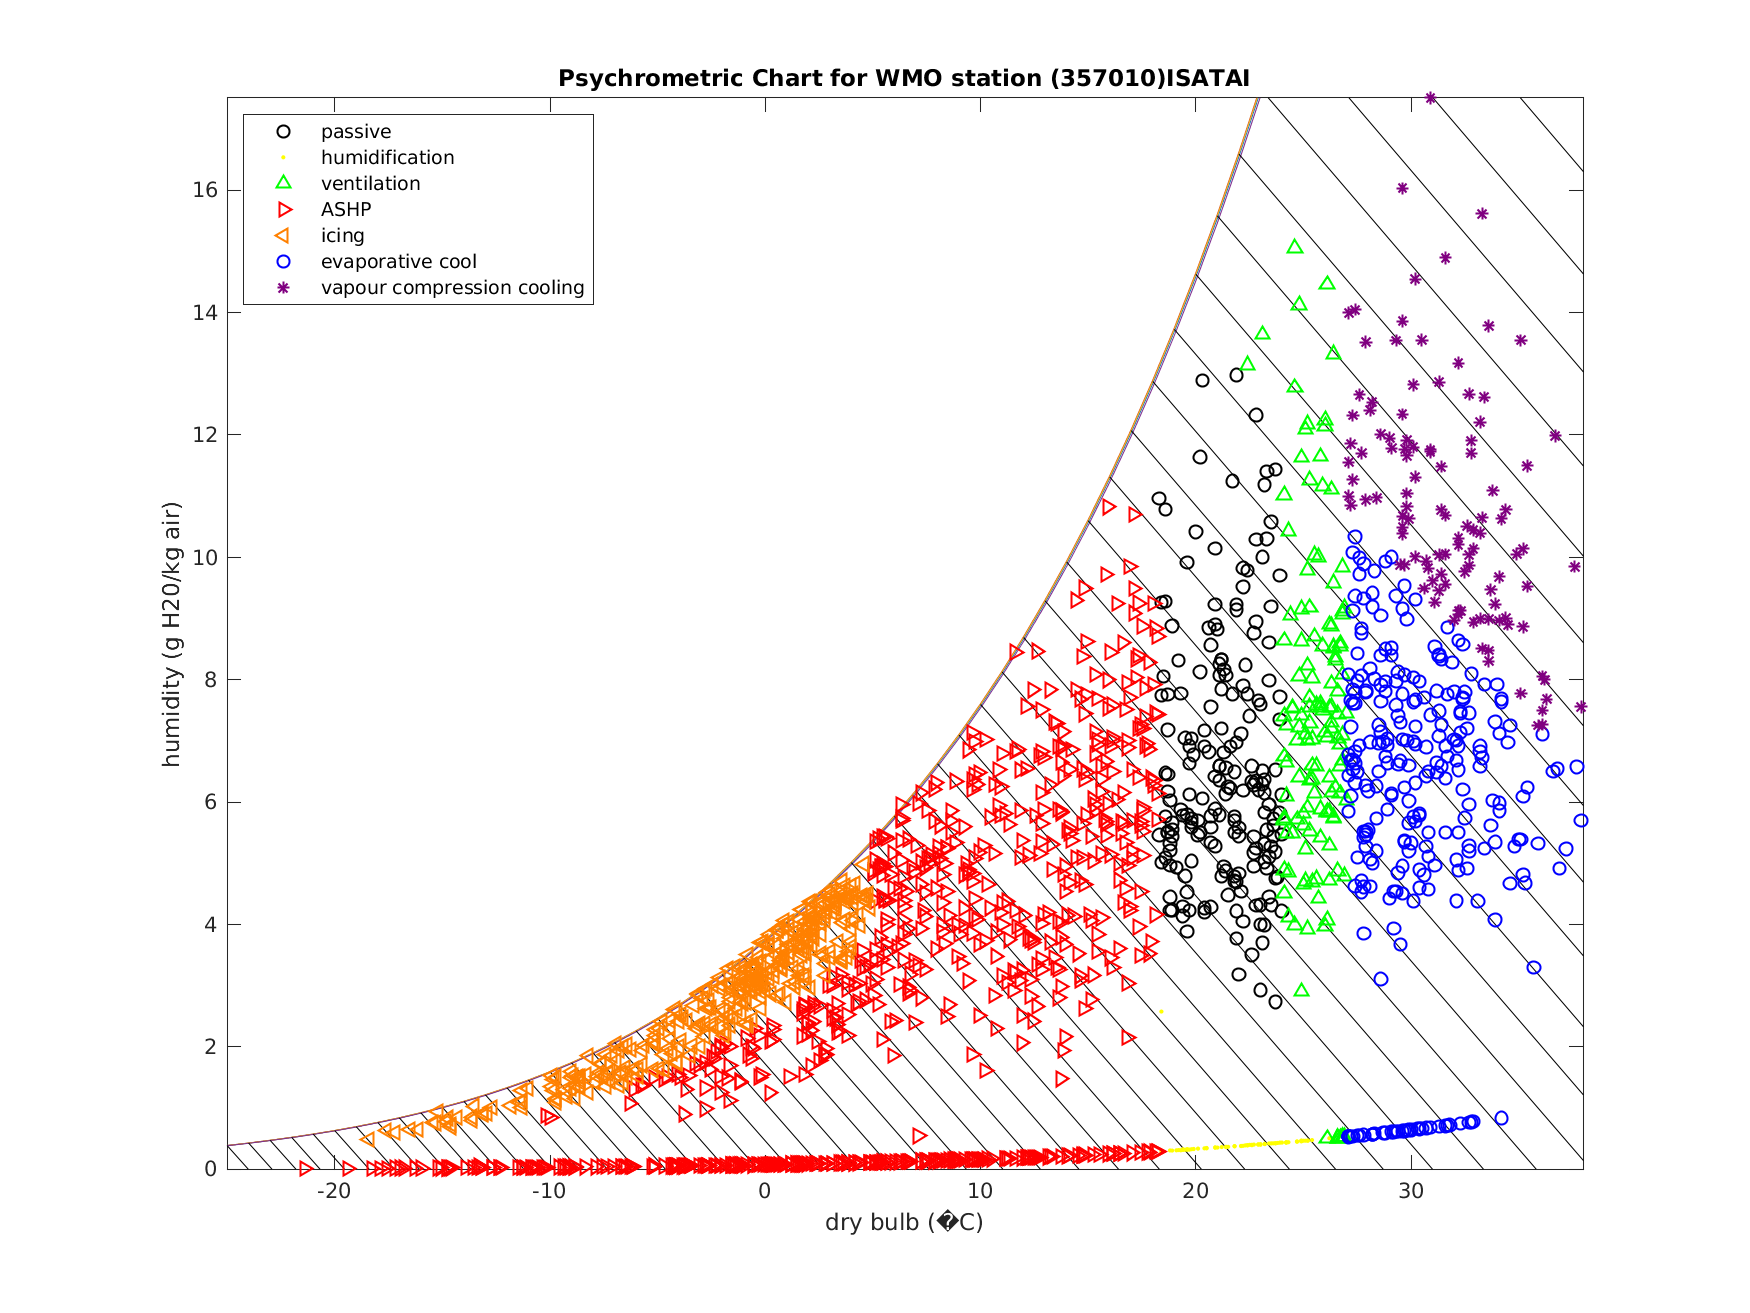 Psychrometric Chart for WMO station (357010)ISATAI
passive
humidification
ventilation
ASHP
icing
evaporative cool
vapour compression cooling
humidity (g H20/kg air)
16
14
12
10
8
6
4
2
0
-20 -10 0 10 20 30
dry bulb (�C)